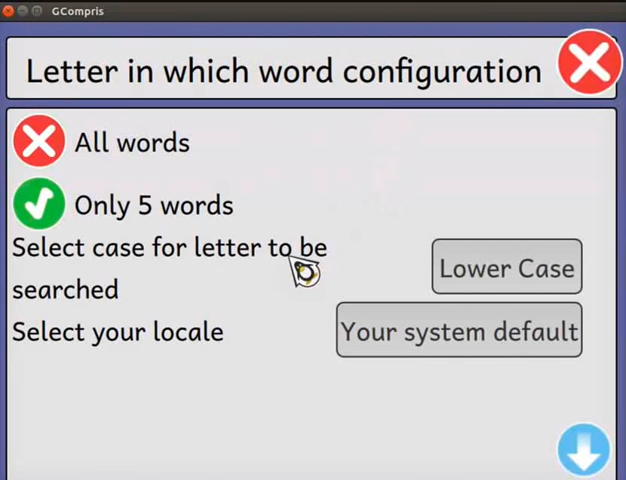 GCompris
Letter in which word configuration
All words
Only 5 words
Select case for letter to be
searched
Lower Case
Select your locale
Your system default